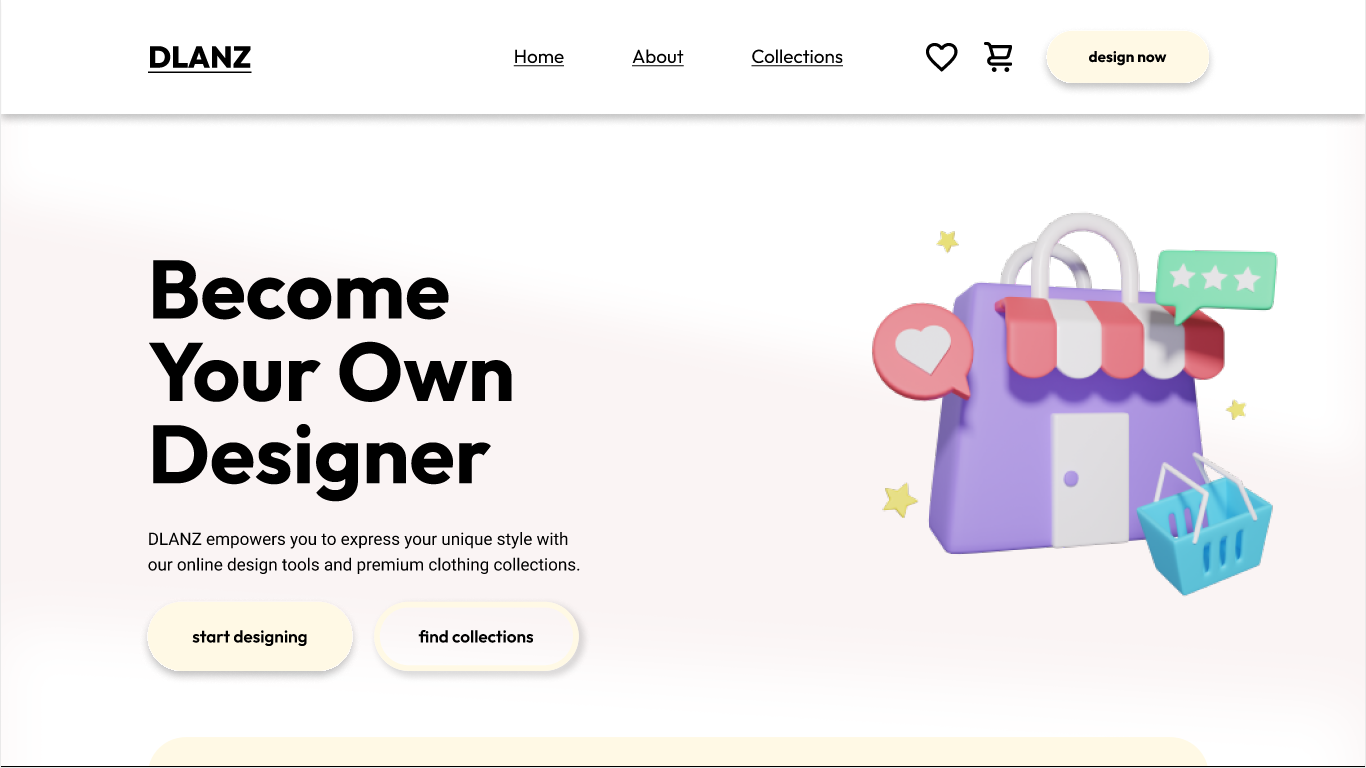 DLANZ
Home
About
Collections
design now
Become
Your Own
Designer
DLANZ empowers you to express your unique style with
our online design tools and premium clothing collections.
start designing
find collections